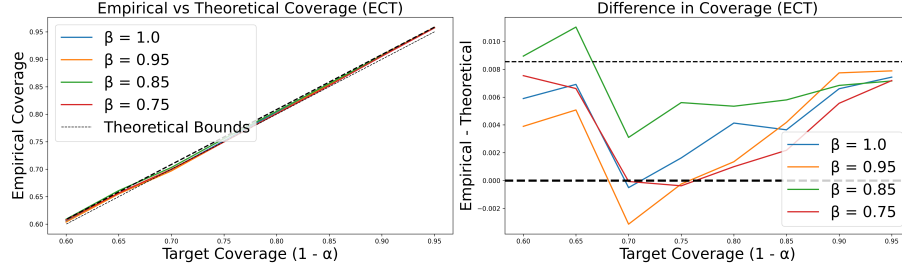 Empirical vs Theoretical Coverage (ECT)
Empirical Coverage
0.95
0.90
0.85
0.80
0.75
0.70
0.65
0.60
β = 1.0
β = 0.95
β = 0.85
β = 0.75
Theoretical Bounds
0.60 0.65 0.70 0.75 0.80 0.85 0.90 0.95
Target Coverage (1 - α)
Difference in Coverage (ECT)
Empirical - Theoretical
0.010
0.008
0.006
0.004
0.002
0.000
−0.002
β = 1.0
β = 0.95
β = 0.85
β = 0.75
0.60 0.65 0.70 0.75 0.80 0.85 0.90 0.95
Target Coverage (1 - α)